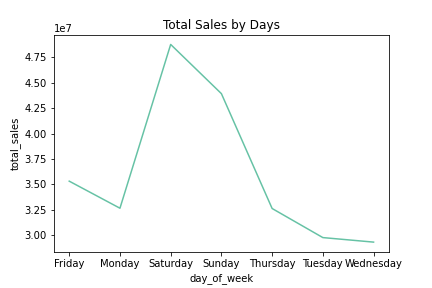 Total Sales by Days
1e7
4.75
4.50
4.25
4.00
3.75
3.50
3.25
3.00
total_sales
Friday Monday Saturday Sunday Thursday Tuesday Wednesday
day_of_week